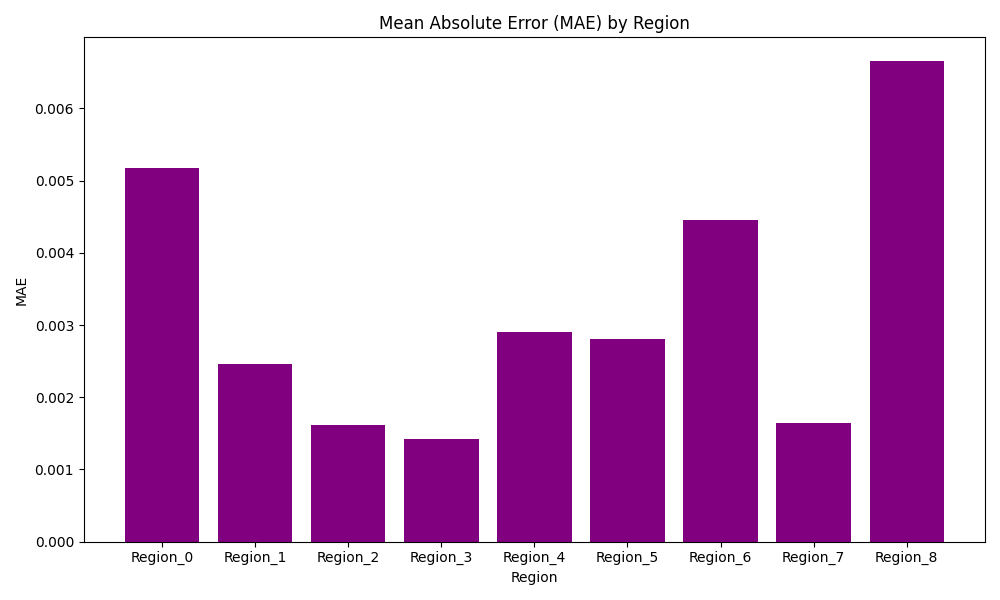 Mean Absolute Error (MAE) by Region
MAE
0.006
0.005
0.004
0.003
0.002
0.001
0.000
Region_0 Region_1 Region_2 Region_3 Region_4 Region_5 Region_6 Region_7 Region_8
Region